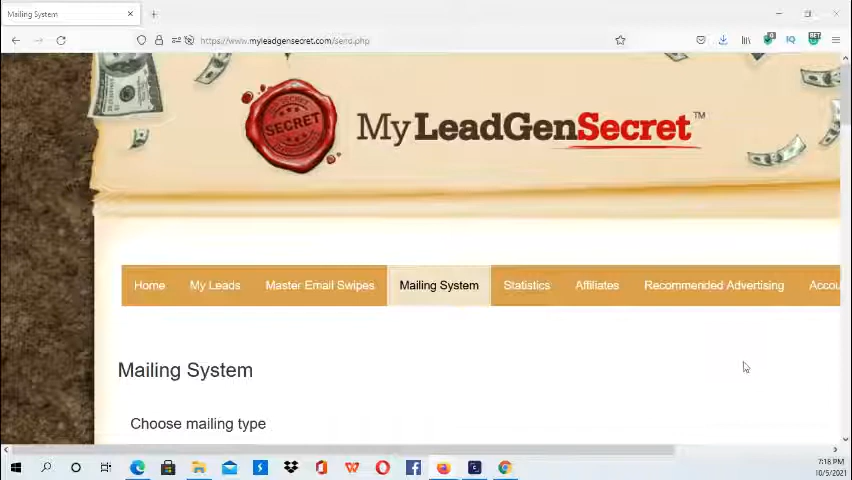 Mailing System
https://www.myleadgensecret.com/send.php
SECRET
MyLeadGenSecret™
Home My Leads Master Email Swipes Mailing System Statistics Affiliates Recommended Advertising Accou
Mailing System
Choose mailing type
7:18 PM
10/5/2021